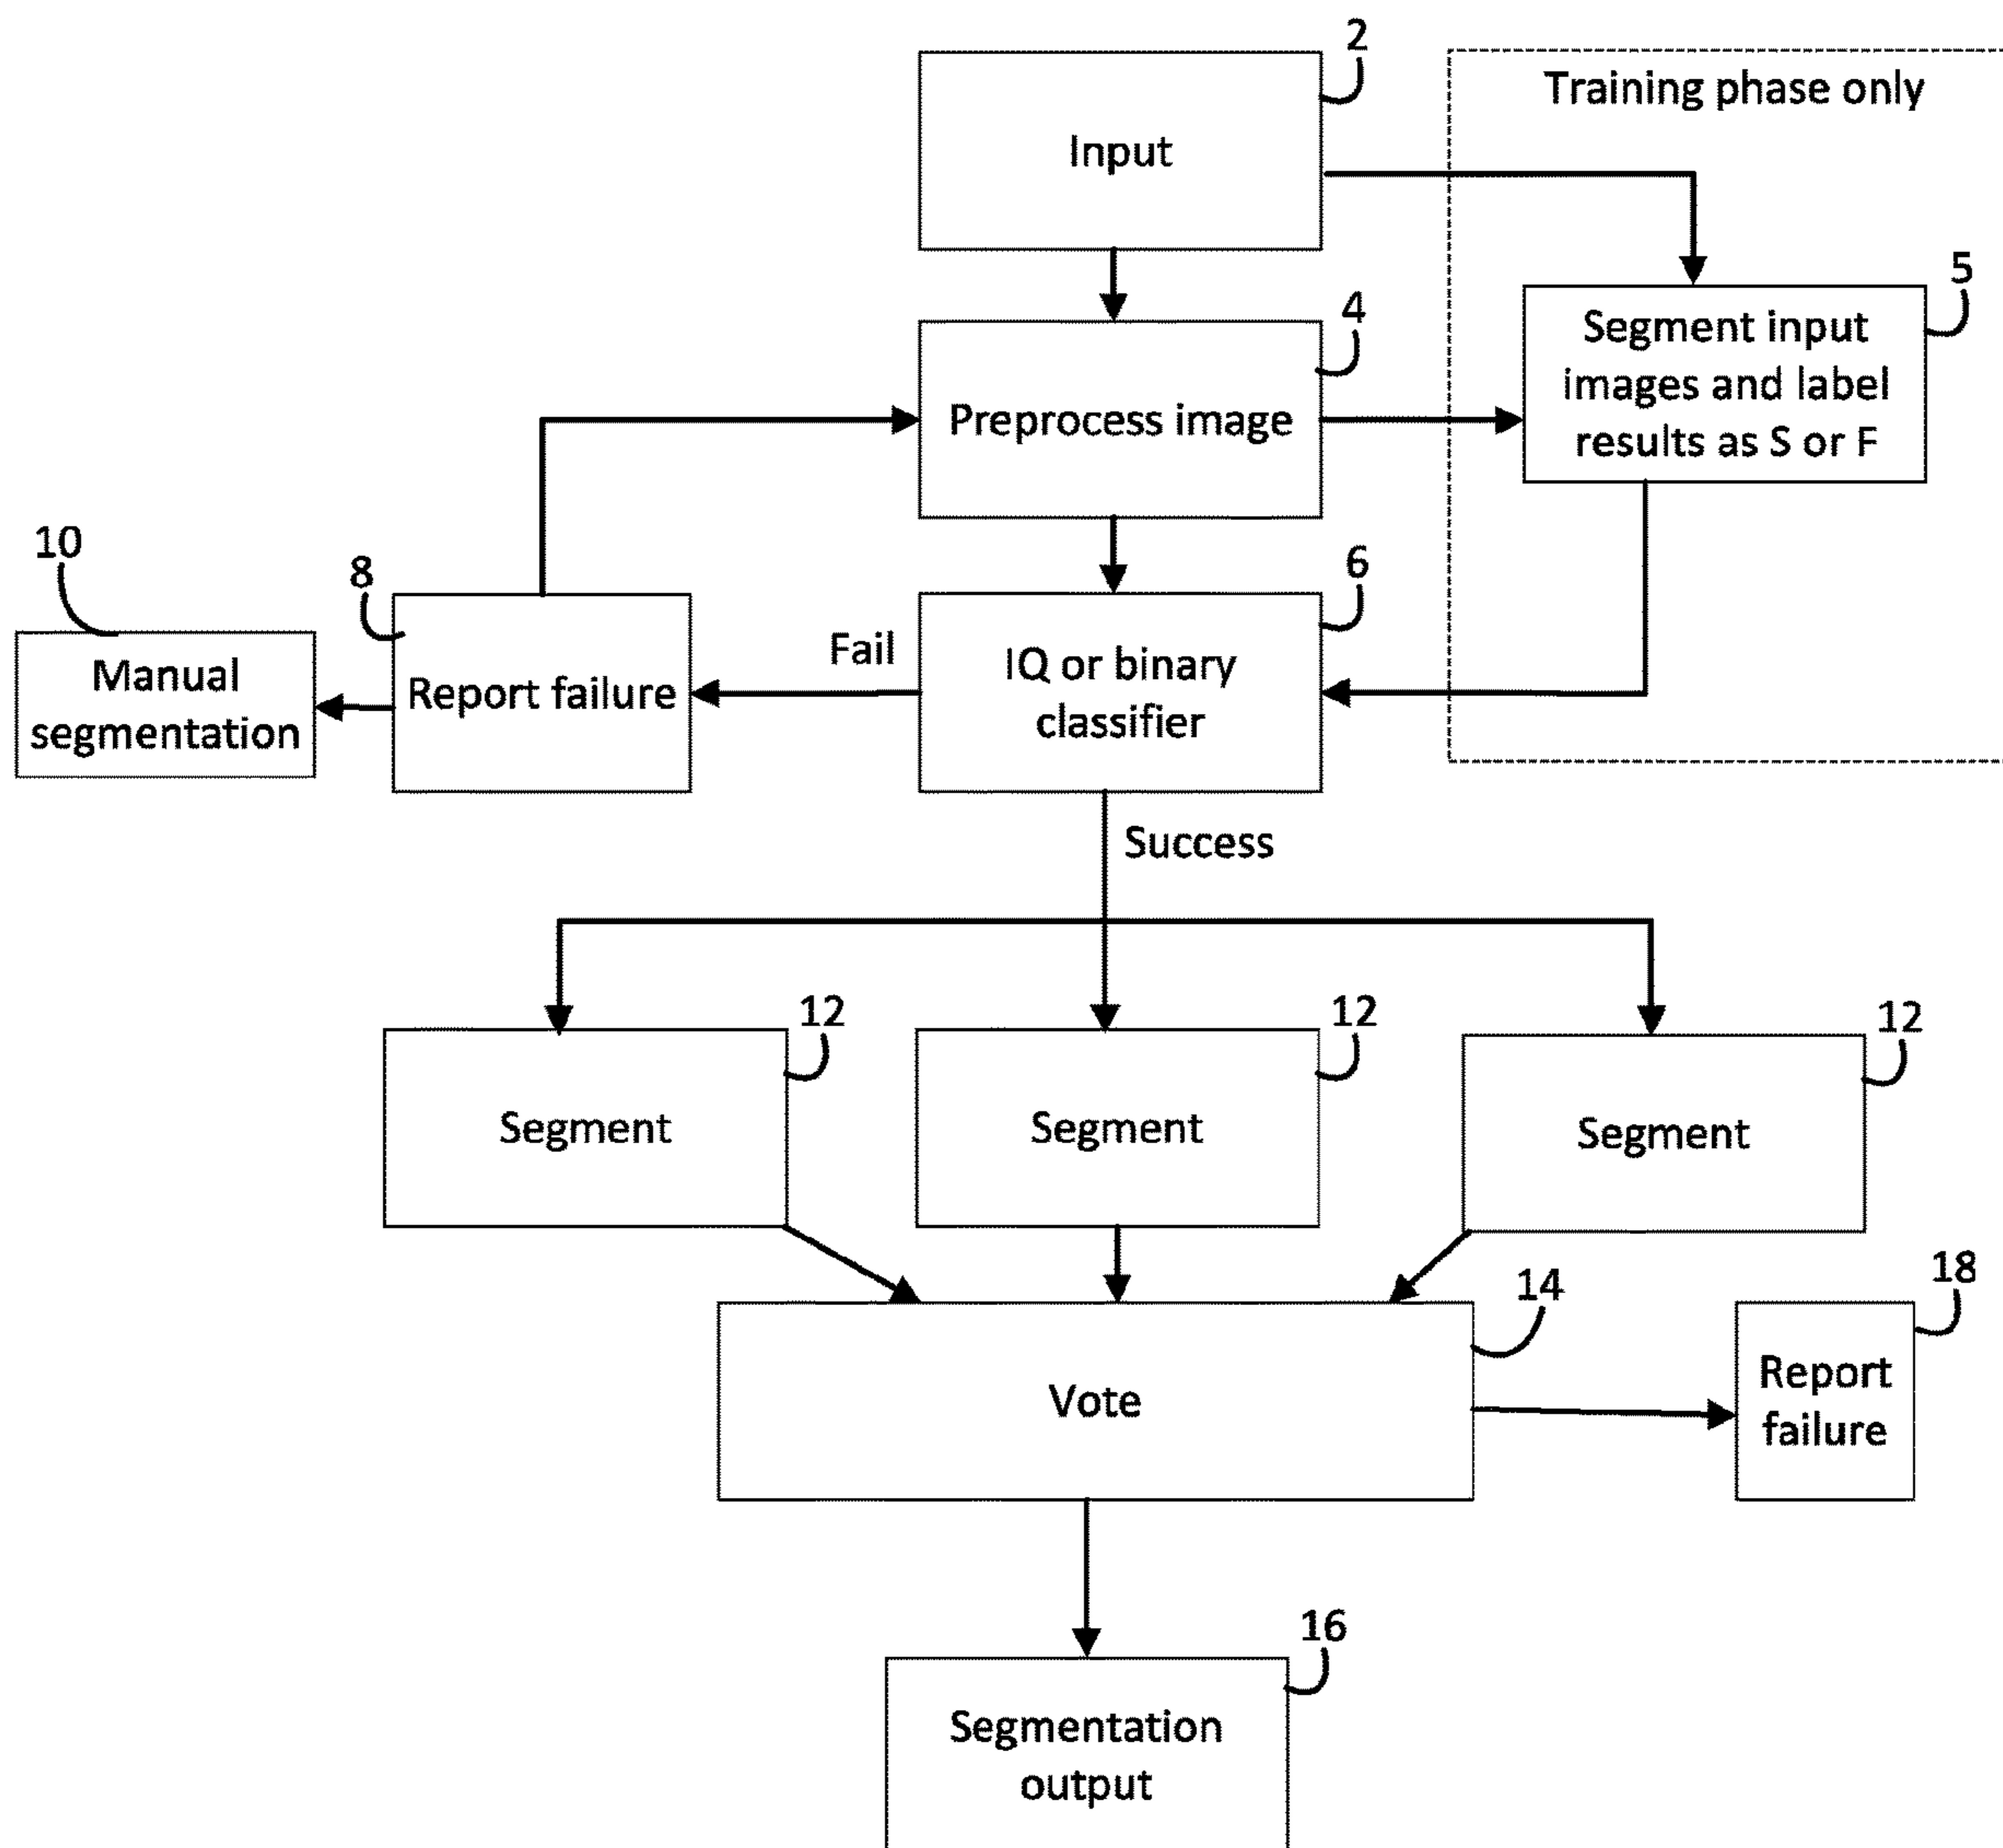 2
Training phase only
Input
5
4
Segment input
images and label
results as S or F
Preprocess image
10
8
6
Fail
Manual
segmentation
Report failure
IQ or binary
classifier
Success
12
12
12
Segment
Segment
Segment
14
18
Vote
Report
failure
16
Segmentation
output